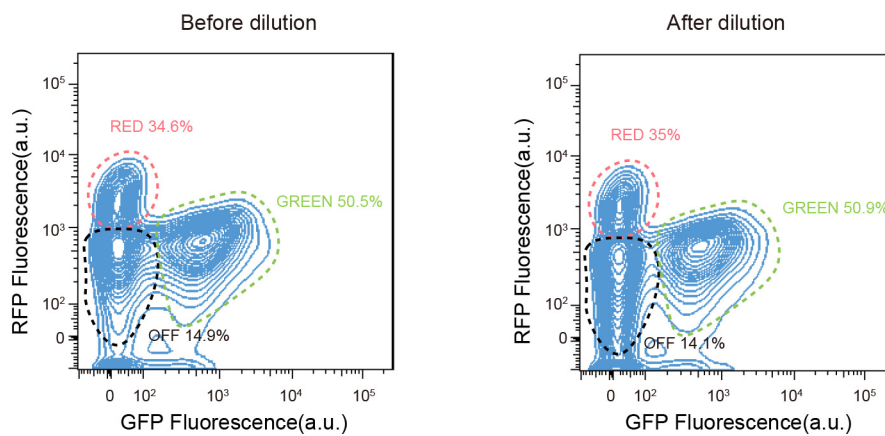 Before dilution
RFP Fluorescence(a.u.)
10⁵
10⁴
10³
10²
0
RED 34.6%
GREEN 50.5%
OFF 14.9%
0 10² 10³ 10⁴ 10⁵
GFP Fluorescence(a.u.)
After dilution
RFP Fluorescence(a.u.)
10⁵
10⁴
10³
10²
0
RED 35%
GREEN 50.9%
OFF 14.1%
0 10² 10³ 10⁴ 10⁵
GFP Fluorescence(a.u.)